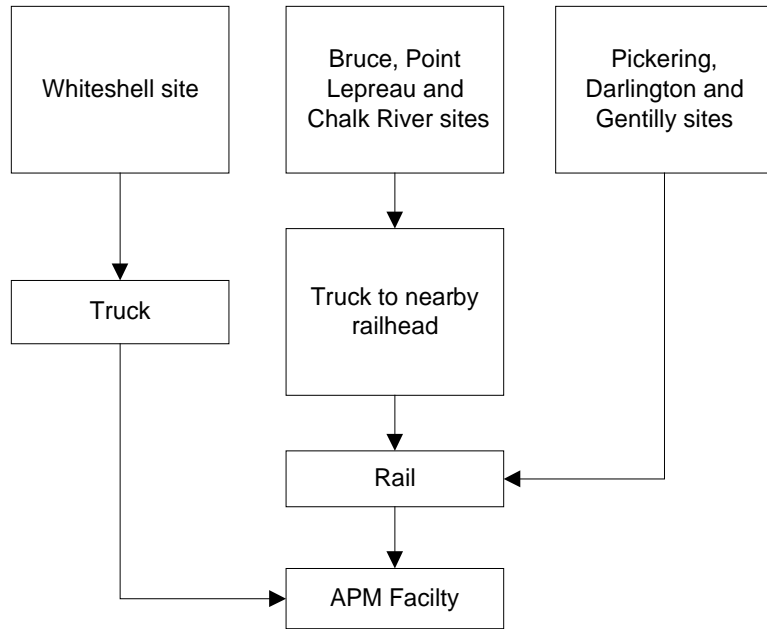 Whiteshell site
Bruce, Point
Lepreau and
Chalk River sites
Pickering,
Darlington and
Gentilly sites
Truck
Truck to nearby
railhead
Rail
APM Facilty